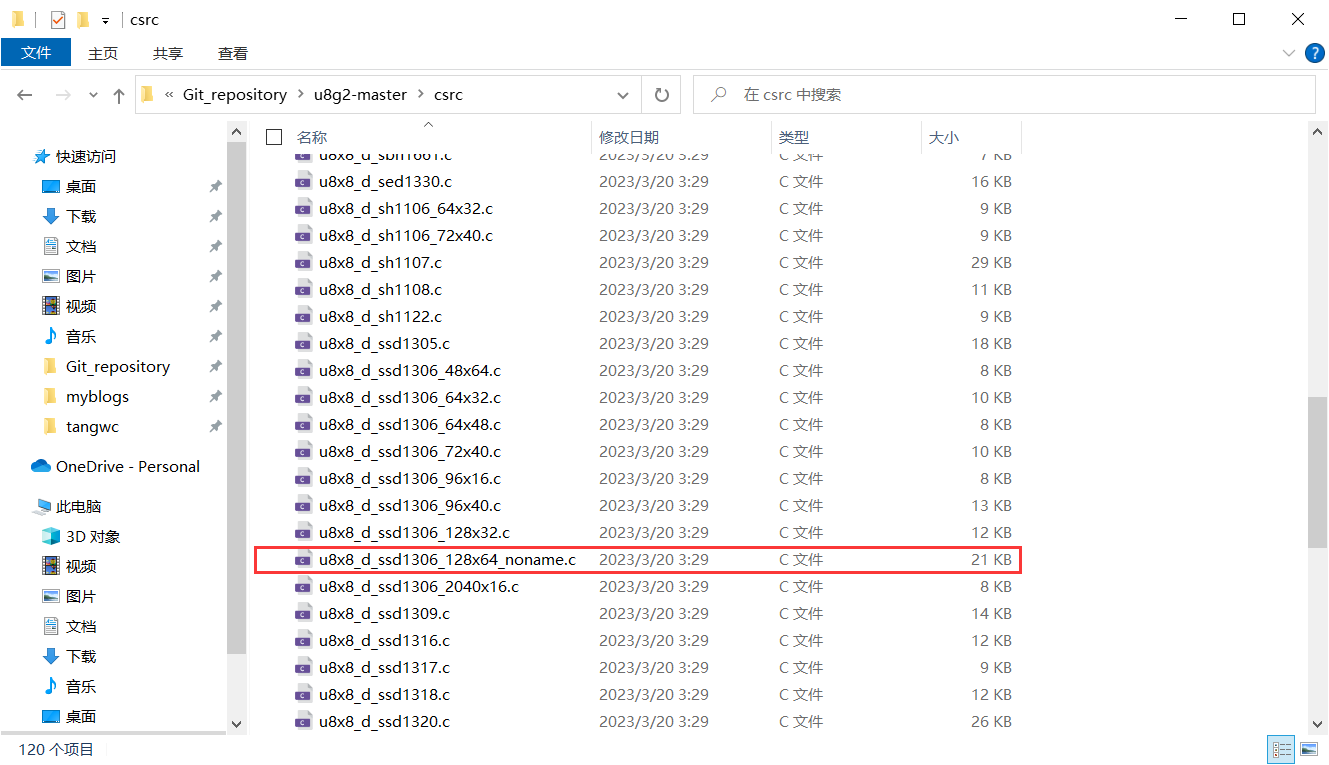 csrc
文件 主页 共享 查看
« Git_repository › u8g2-master › csrc 在 csrc 中搜索
快速访问
桌面
下载
文档
图片
视频
音乐
Git_repository
myblogs
tangwc
OneDrive - Personal
此电脑
3D 对象
视频
图片
文档
下载
音乐
桌面
名称 修改日期 类型 大小
u8x8_d_sbn1661.c 2023/3/20 3:29 C 文件 7 KB
u8x8_d_sed1330.c 2023/3/20 3:29 C 文件 16 KB
u8x8_d_sh1106_64x32.c 2023/3/20 3:29 C 文件 9 KB
u8x8_d_sh1106_72x40.c 2023/3/20 3:29 C 文件 9 KB
u8x8_d_sh1107.c 2023/3/20 3:29 C 文件 29 KB
u8x8_d_sh1108.c 2023/3/20 3:29 C 文件 11 KB
u8x8_d_sh1122.c 2023/3/20 3:29 C 文件 9 KB
u8x8_d_ssd1305.c 2023/3/20 3:29 C 文件 18 KB
u8x8_d_ssd1306_48x64.c 2023/3/20 3:29 C 文件 8 KB
u8x8_d_ssd1306_64x32.c 2023/3/20 3:29 C 文件 10 KB
u8x8_d_ssd1306_64x48.c 2023/3/20 3:29 C 文件 8 KB
u8x8_d_ssd1306_72x40.c 2023/3/20 3:29 C 文件 10 KB
u8x8_d_ssd1306_96x16.c 2023/3/20 3:29 C 文件 8 KB
u8x8_d_ssd1306_96x40.c 2023/3/20 3:29 C 文件 13 KB
u8x8_d_ssd1306_128x32.c 2023/3/20 3:29 C 文件 12 KB
u8x8_d_ssd1306_128x64_noname.c 2023/3/20 3:29 C 文件 21 KB
u8x8_d_ssd1306_2040x16.c 2023/3/20 3:29 C 文件 8 KB
u8x8_d_ssd1309.c 2023/3/20 3:29 C 文件 14 KB
u8x8_d_ssd1316.c 2023/3/20 3:29 C 文件 12 KB
u8x8_d_ssd1317.c 2023/3/20 3:29 C 文件 9 KB
u8x8_d_ssd1318.c 2023/3/20 3:29 C 文件 12 KB
u8x8_d_ssd1320.c 2023/3/20 3:29 C 文件 26 KB
120 个项目